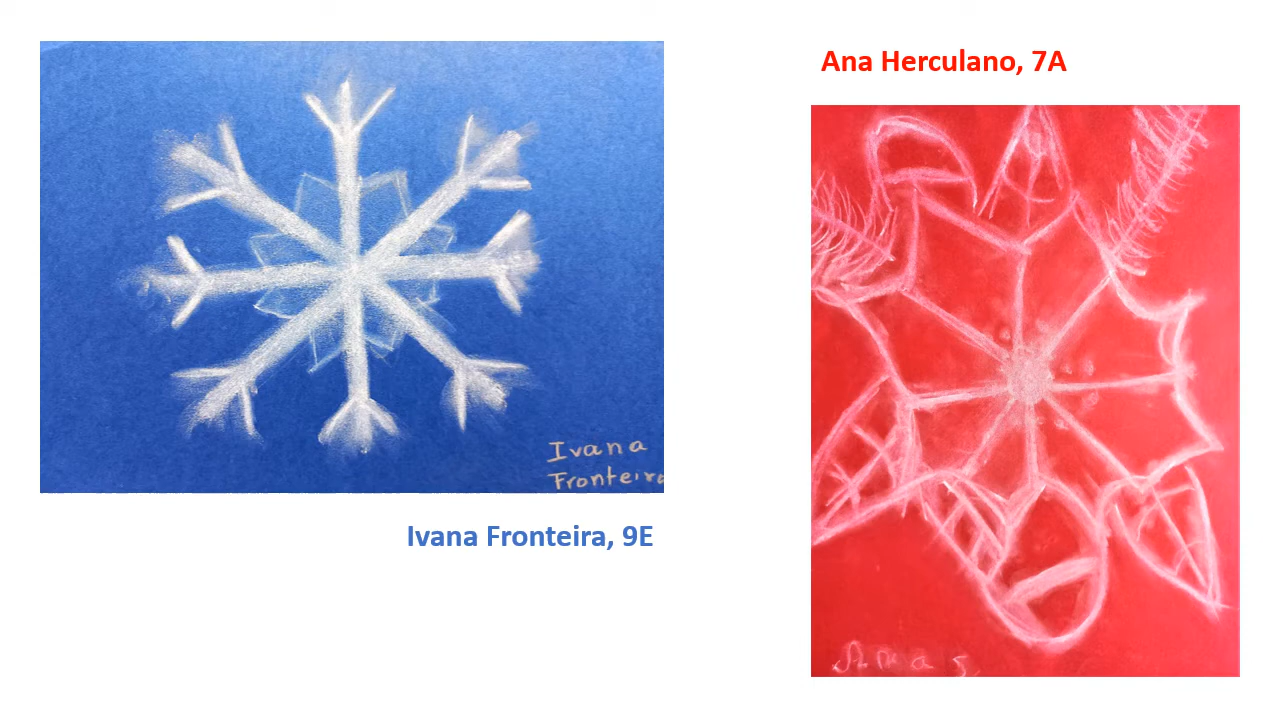 Ana Herculano, 7A
Ivana
Fronteira
Ivana Fronteira, 9E